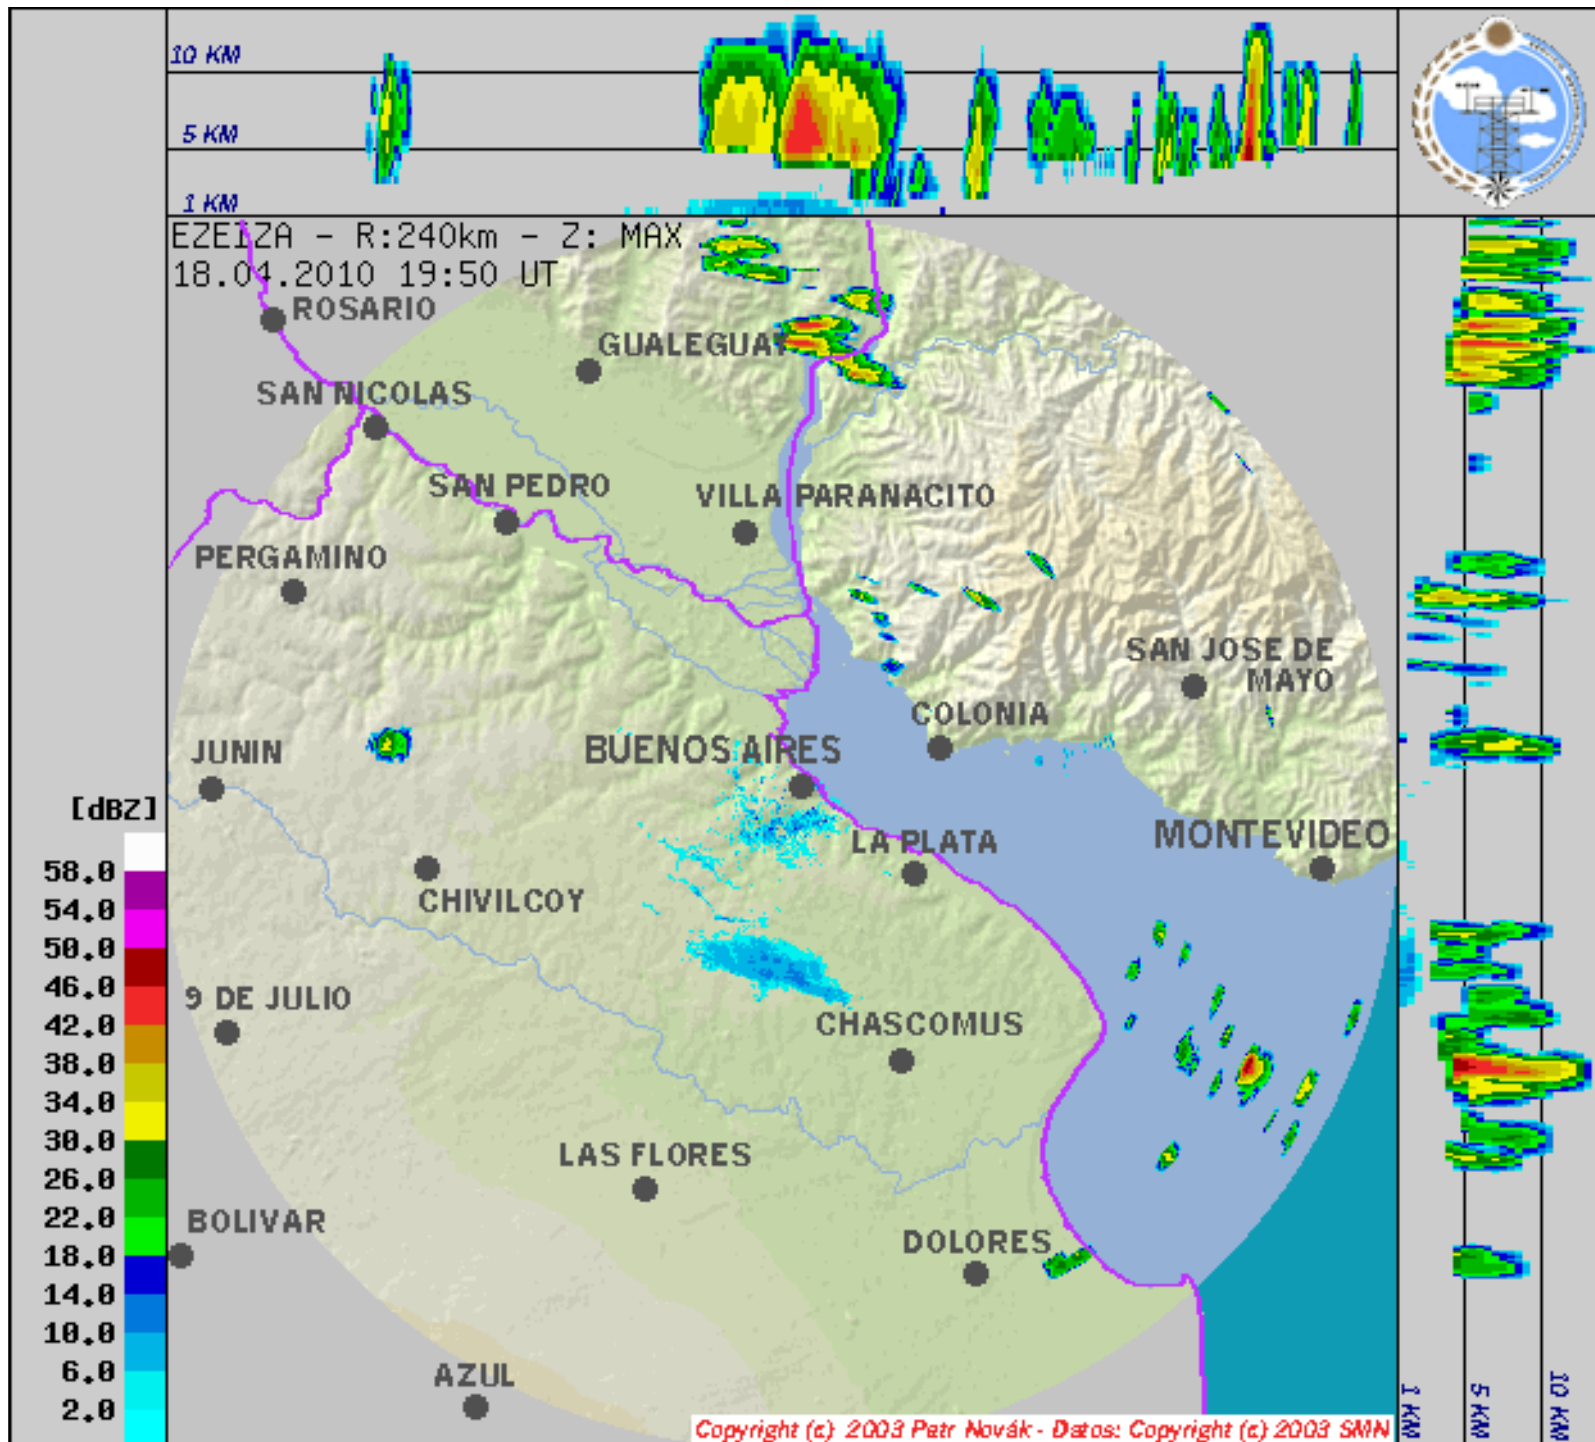 10 KM
5 KM
1 KM
EZEIZA - R:240km - Z: MAX
18.04.2010 19:50 UT
ROSARIO
GUALEGUAY
SAN NICOLAS
SAN PEDRO
VILLA PARANACITO
PERGAMINO
SAN JOSE DE
MAYO
COLONIA
JUNIN
BUENOS AIRES
[dBZ]
LA PLATA
MONTEVIDEO
58.0
CHIVILCOY
54.0
50.0
46.0
9 DE JULIO
42.0
CHASCOMUS
38.0
34.0
30.0
LAS FLORES
26.0
22.0
BOLIVAR
18.0
DOLORES
14.0
10.0
6.0
AZUL
2.0
1 KM
5 KM
10 KM
Copyright (c) 2003 Petr Novák - Datos: Copyright (c) 2003 SMN